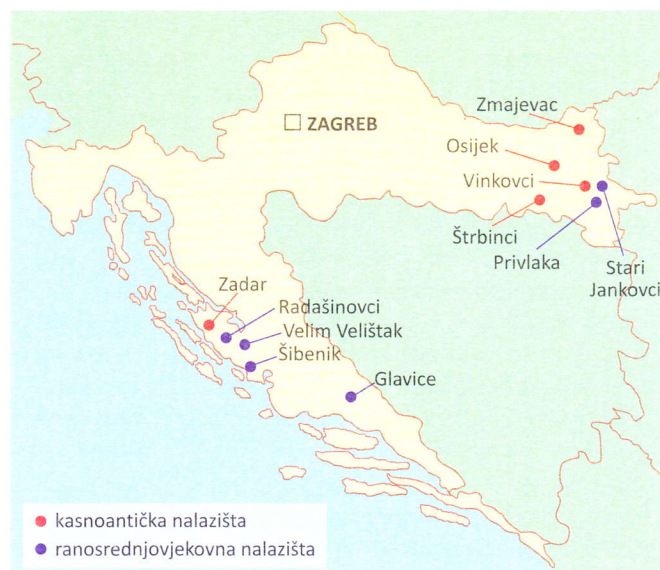 Zmajevac
ZAGREB
Osijek
Vinkovci
Štrbinci
Privlaka
Stari
Jankovci
Zadar
Radašinovci
Velim Velištak
Šibenik
Glavice
kasnoantička nalazišta
ranosrednjovjekovna nalazišta